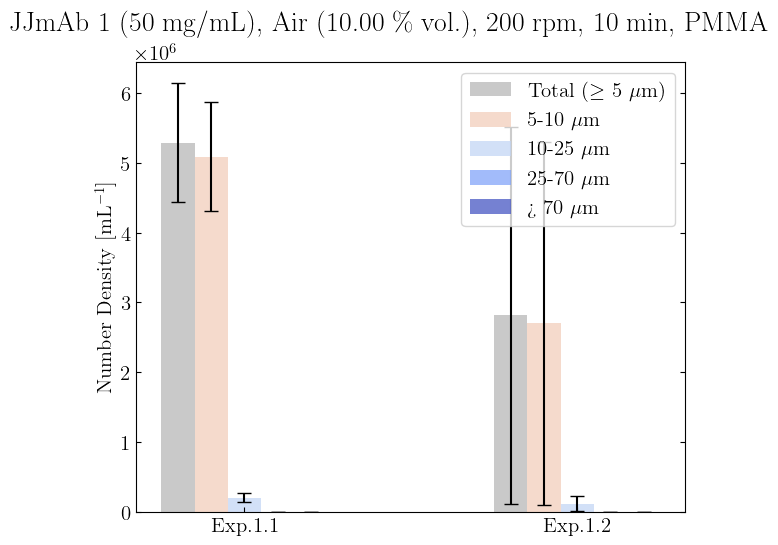 JJmAb 1 (50 mg/mL), Air (10.00 % vol.), 200 rpm, 10 min, PMMA
×10⁶
6
5
4
3
2
1
0
Number Density [mL⁻¹]
Total (≥ 5 μm)
5-10 μm
10-25 μm
25-70 μm
¿ 70 μm
Exp.1.1
Exp.1.2